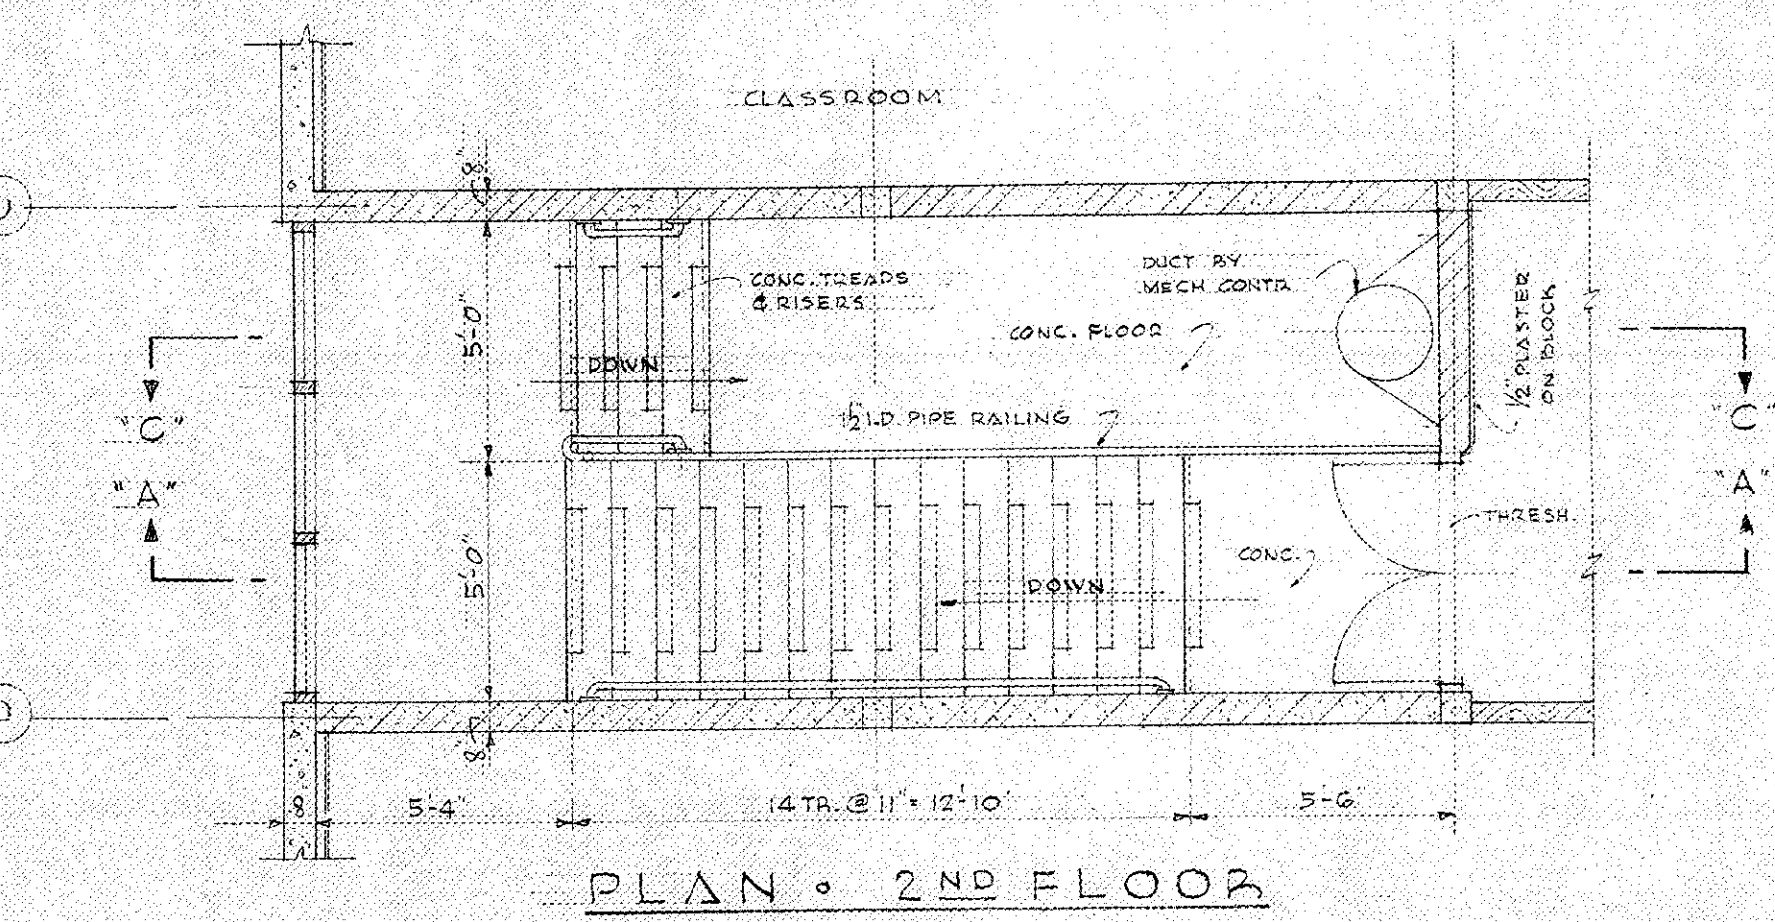 CLASSROOM
8"
CONC. TREADS
& RISERS
DUCT BY
MECH CONTR
CONC. FLOOR
1/2" PLASTER
ON BLOCK
5'-0"
DOWN
1½" I.D. PIPE RAILING
"C"
"A"
"C"
"A"
THRESH.
CONC.
5'-0"
DOWN
8"
8
5'-4"
14 TR. @ 11" = 12'-10"
5'-6
PLAN • 2ND FLOOR